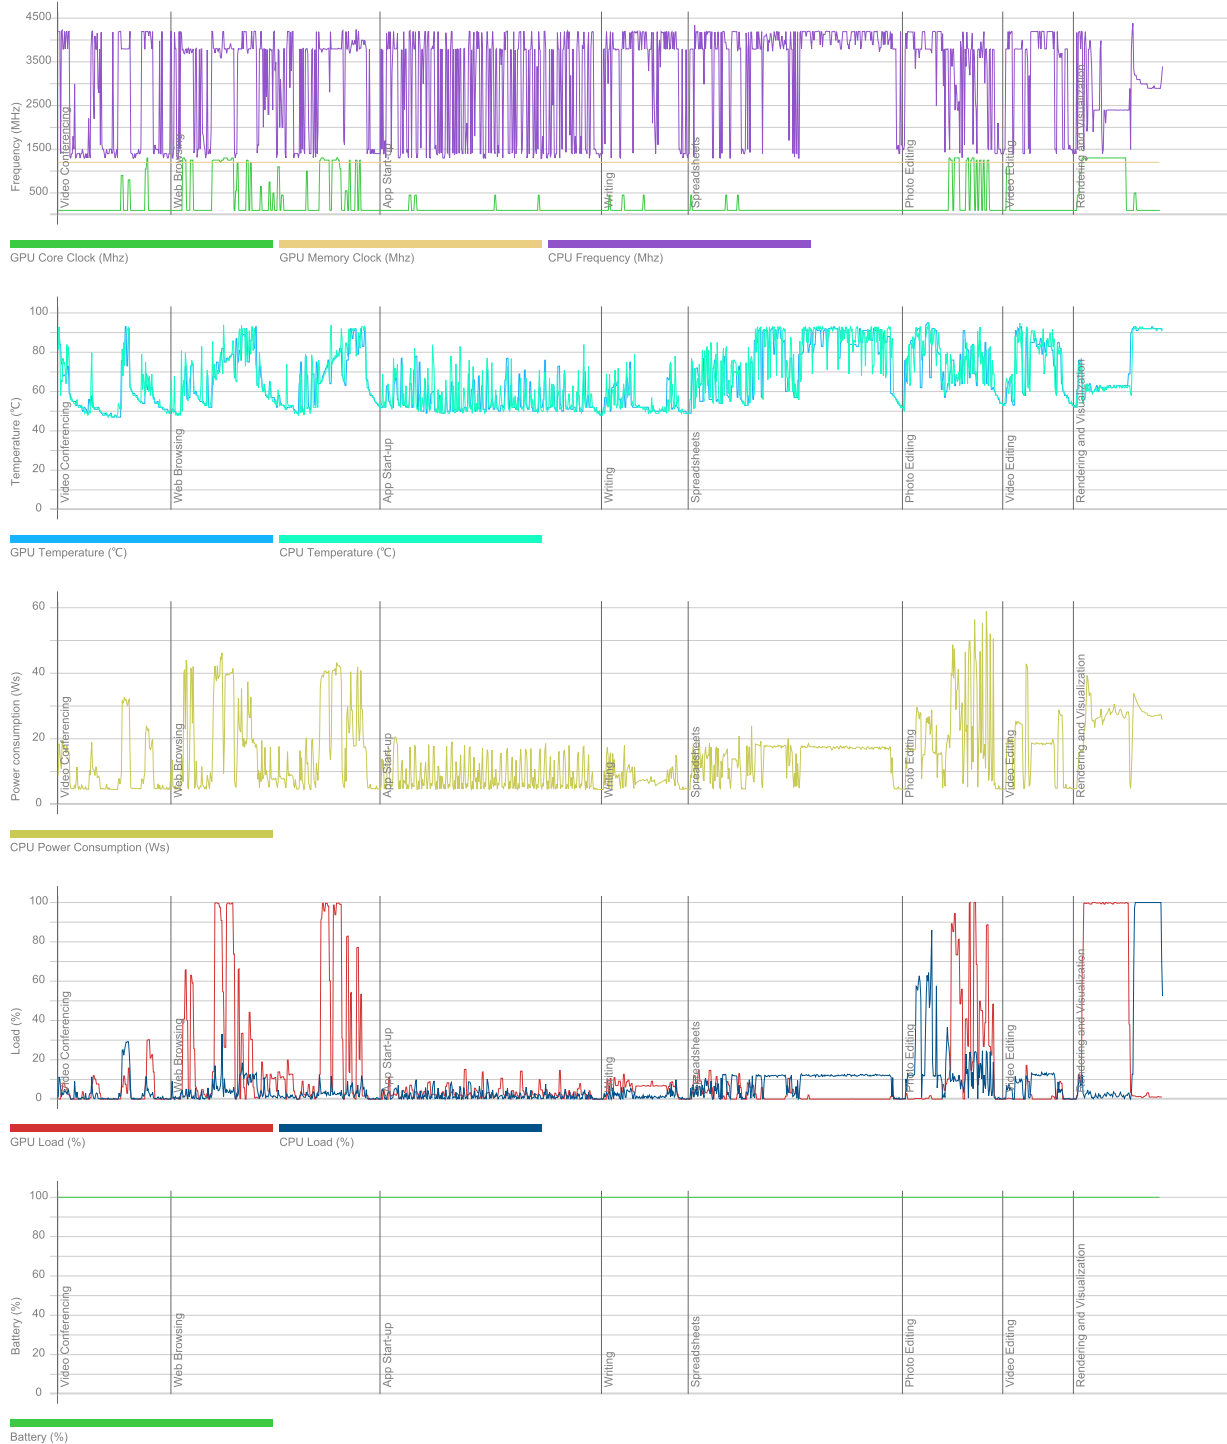 4500
3500
2500
1500
500
Frequency (MHz)
Video Conferencing
Web Browsing
App Start-up
Writing
Spreadsheets
Photo Editing
Video Editing
Rendering and Visualization
GPU Core Clock (Mhz)
GPU Memory Clock (Mhz)
CPU Frequency (Mhz)
100
80
60
40
20
0
Temperature (℃)
Video Conferencing
Web Browsing
App Start-up
Writing
Spreadsheets
Photo Editing
Video Editing
Rendering and Visualization
GPU Temperature (℃)
CPU Temperature (℃)
60
40
20
0
Power consumption (Ws)
Video Conferencing
Web Browsing
App Start-up
Writing
Spreadsheets
Photo Editing
Video Editing
Rendering and Visualization
CPU Power Consumption (Ws)
100
80
60
40
20
0
Load (%)
Video Conferencing
Web Browsing
App Start-up
Writing
Spreadsheets
Photo Editing
Video Editing
Rendering and Visualization
GPU Load (%)
CPU Load (%)
100
80
60
40
20
0
Battery (%)
Video Conferencing
Web Browsing
App Start-up
Writing
Spreadsheets
Photo Editing
Video Editing
Rendering and Visualization
Battery (%)